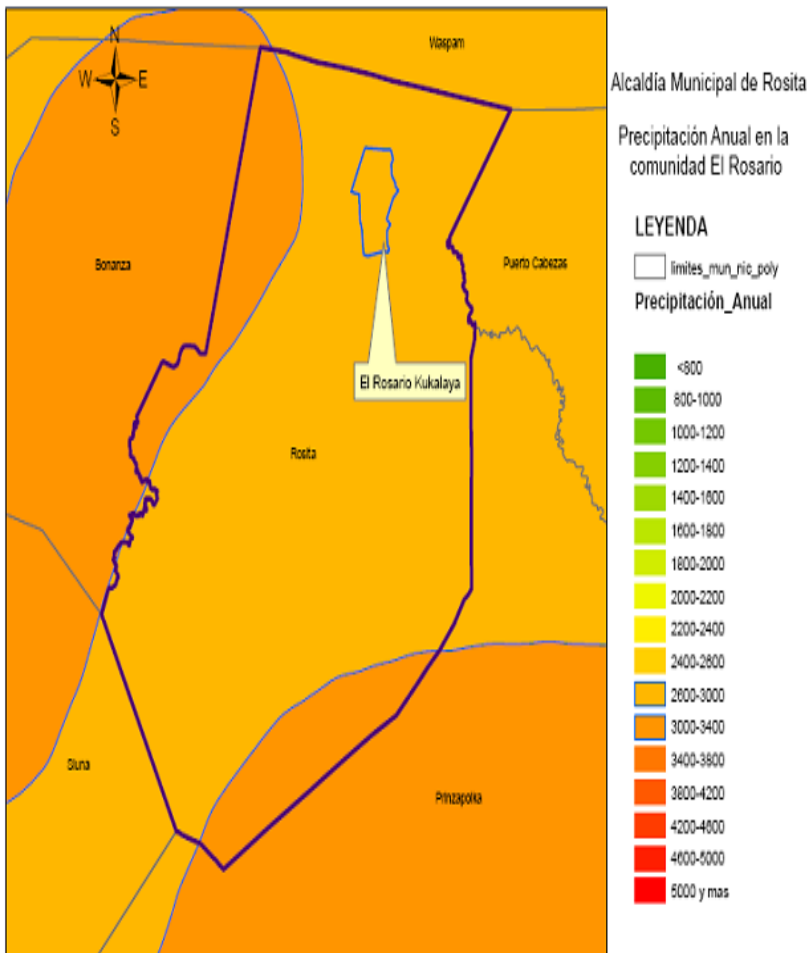 N
W E
S
Waspam
Bonanza
Puerto Cabezas
El Rosario Kukalaya
Rosita
Siuna
Prinzapolka
Alcaldía Municipal de Rosita
Precipitación Anual en la
comunidad El Rosario
LEYENDA
limites_mun_nic_poly
Precipitación_Anual
<800
800-1000
1000-1200
1200-1400
1400-1600
1600-1800
1800-2000
2000-2200
2200-2400
2400-2600
2600-3000
3000-3400
3400-3800
3800-4200
4200-4600
4600-5000
5000 y mas